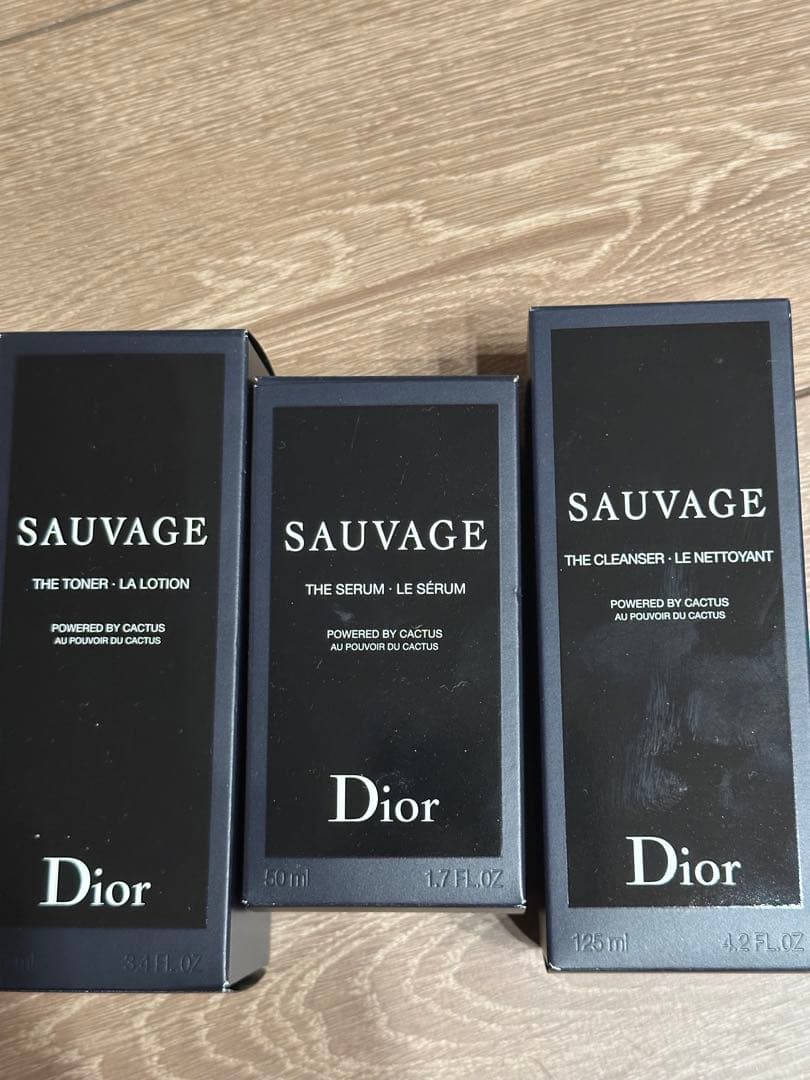 SAUVAGE
THE TONER · LA LOTION
POWERED BY CACTUS
AU POUVOIR DU CACTUS
Dior
ml 3.4 FL.OZ
SAUVAGE
THE SERUM · LE SÉRUM
POWERED BY CACTUS
AU POUVOIR DU CACTUS
Dior
50 ml 1.7 FL.OZ
SAUVAGE
THE CLEANSER · LE NETTOYANT
POWERED BY CACTUS
AU POUVOIR DU CACTUS
Dior
125 ml 4.2 FL.OZ